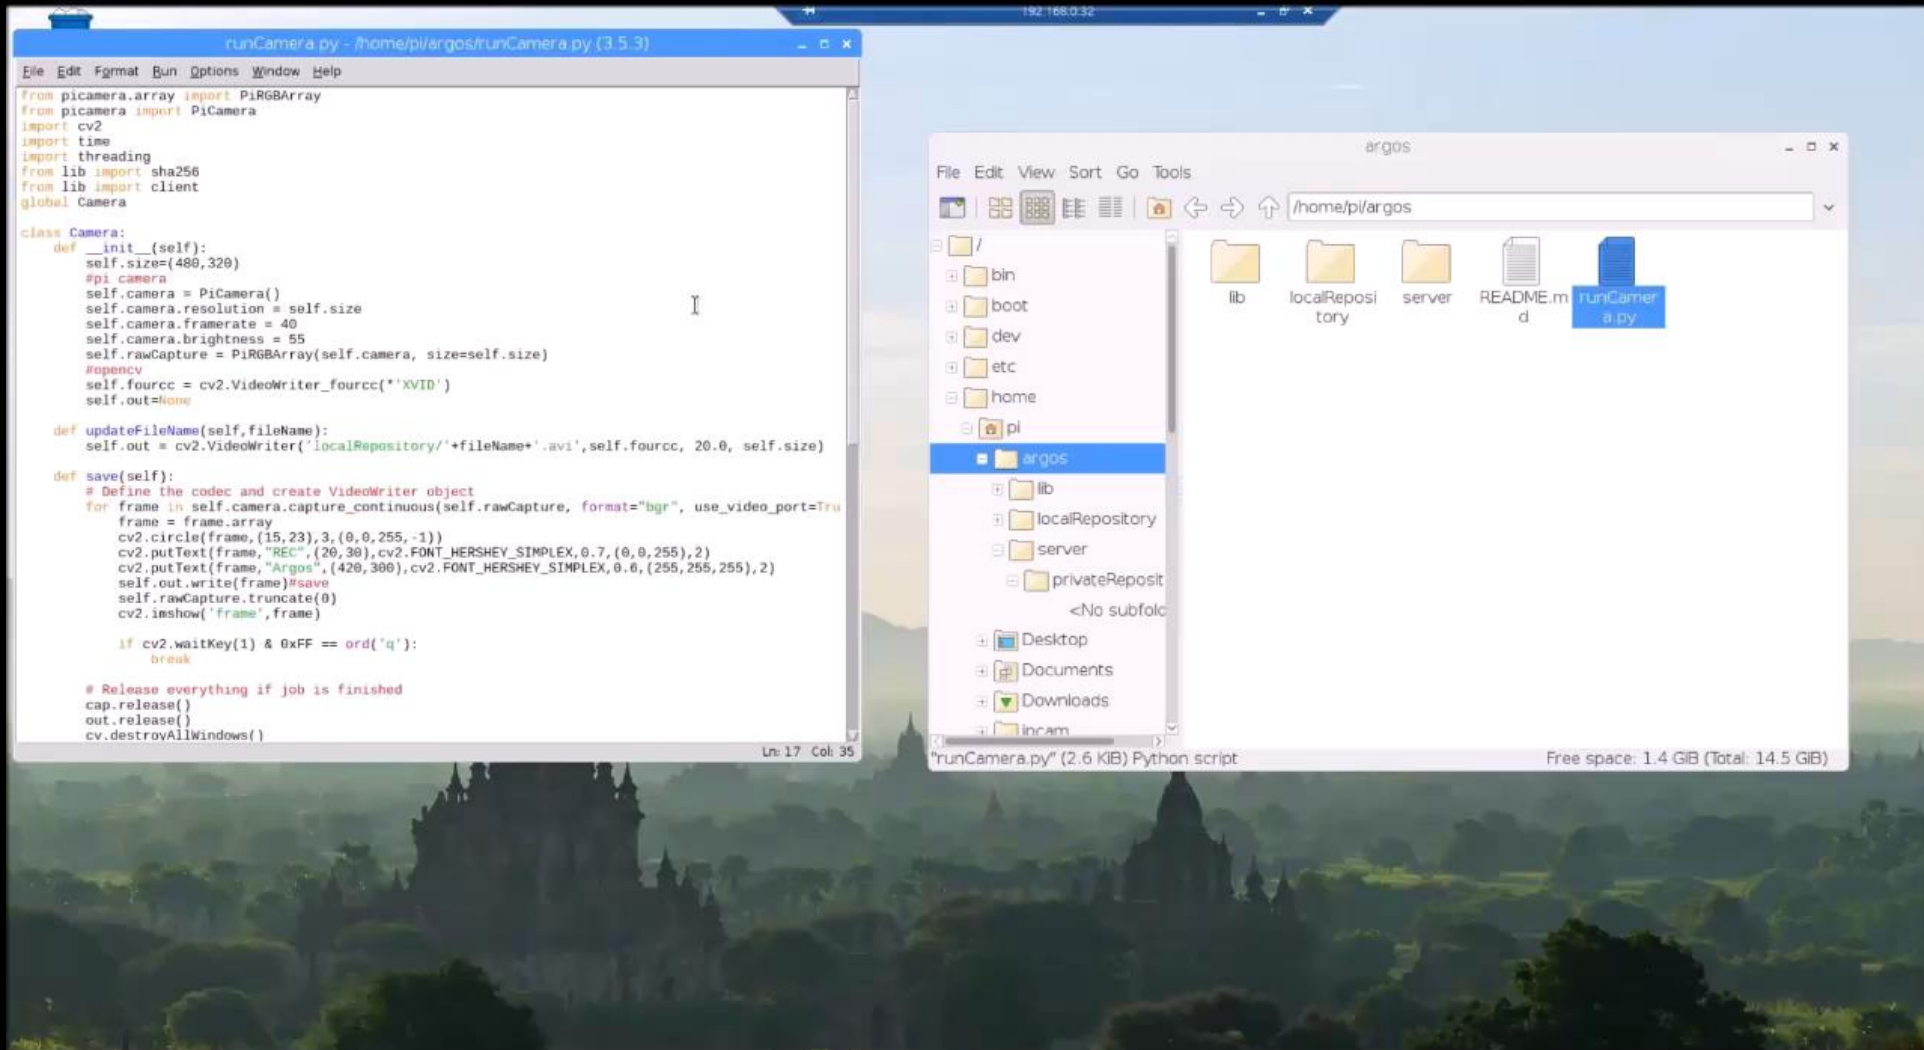 192.168.0.32
runCamera.py - /home/pi/argos/runCamera.py (3.5.3)
File Edit Format Run Options Window Help
from picamera.array import PiRGBArray
from picamera import PiCamera
import cv2
import time
import threading
from lib import sha256
from lib import client
global Camera
class Camera:
def __init__(self):
self.size=(480,320)
#pi camera
self.camera = PiCamera()
self.camera.resolution = self.size
self.camera.framerate = 40
self.camera.brightness = 55
self.rawCapture = PiRGBArray(self.camera, size=self.size)
#opencv
self.fourcc = cv2.VideoWriter_fourcc(*'XVID')
self.out=None
def updateFileName(self,fileName):
self.out = cv2.VideoWriter('localRepository/'+fileName+'.avi',self.fourcc, 20.0, self.size)
def save(self):
# Define the codec and create VideoWriter object
for frame in self.camera.capture_continuous(self.rawCapture, format="bgr", use_video_port=Tru
frame = frame.array
cv2.circle(frame,(15,23),3,(0,0,255,-1))
cv2.putText(frame,"REC",(20,30),cv2.FONT_HERSHEY_SIMPLEX,0.7,(0,0,255),2)
cv2.putText(frame,"Argos",(420,300),cv2.FONT_HERSHEY_SIMPLEX,0.6,(255,255,255),2)
self.out.write(frame)#save
self.rawCapture.truncate(0)
cv2.imshow('frame',frame)
if cv2.waitKey(1) & 0xFF == ord('q'):
break
# Release everything if job is finished
cap.release()
out.release()
cv.destroyAllWindows()
Ln: 17 Col: 35
argos
File Edit View Sort Go Tools
/home/pi/argos
/
bin
boot
dev
etc
home
pi
argos
lib
localRepository
server
privateReposit
<No subfold
Desktop
Documents
Downloads
ipcam
lib
localReposi
tory
server
README.m
d
runCamer
a.py
"runCamera.py" (2.6 KiB) Python script
Free space: 1.4 GiB (Total: 14.5 GiB)